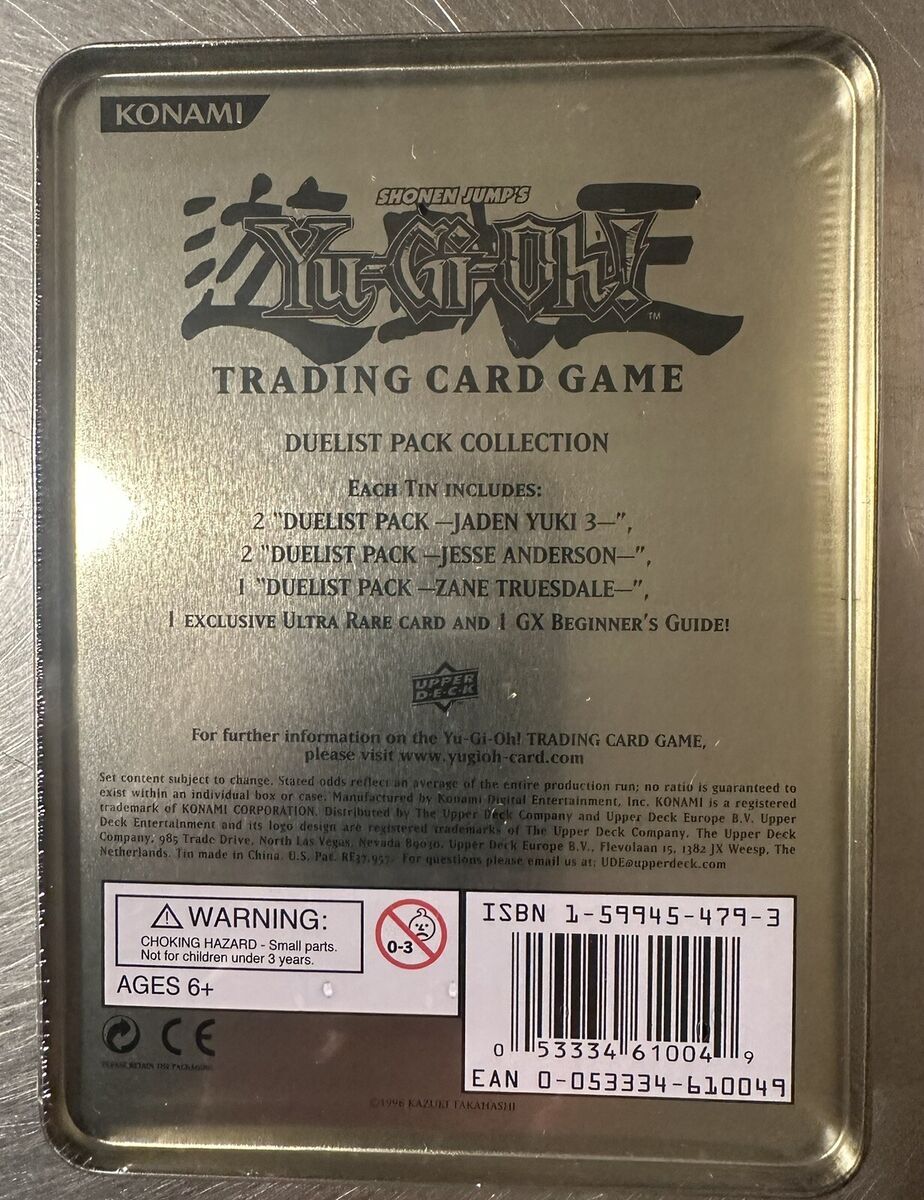 KONAMI
SHONEN JUMP'S
遊戯王
Yu-Gi-Oh!
TM
TRADING CARD GAME
DUELIST PACK COLLECTION
EACH TIN INCLUDES:
2 "DUELIST PACK —JADEN YUKI 3—",
2 "DUELIST PACK —JESSE ANDERSON—",
1 "DUELIST PACK —ZANE TRUESDALE—",
1 EXCLUSIVE ULTRA RARE CARD AND 1 GX BEGINNER'S GUIDE!
UPPER
D·E·C·K
For further information on the Yu-Gi-Oh! TRADING CARD GAME,
please visit www.yugioh-card.com
Set content subject to change. Stated odds reflect an average of the entire production run; no ratio is guaranteed to
exist within an individual box or case. Manufactured by Konami Digital Entertainment, Inc. KONAMI is a registered
trademark of KONAMI CORPORATION. Distributed by The Upper Deck Company and Upper Deck Europe B.V. Upper
Deck Entertainment and its logo design are registered trademarks of The Upper Deck Company. The Upper Deck
Company, 985 Trade Drive, North Las Vegas, Nevada 89030. Upper Deck Europe B.V., Flevolaan 15, 1382 JX Weesp, The
Netherlands. Tin made in China. U.S. Pat. RE37,957. For questions please email us at: UDE@upperdeck.com
WARNING:
CHOKING HAZARD - Small parts.
Not for children under 3 years.
0-3
AGES 6+
CE
PLEASE RETAIN THE PACKAGING
ISBN 1-59945-479-3
0 53334 61004 9
EAN 0-053334-610049
©1996 KAZUKI TAKAHASHI